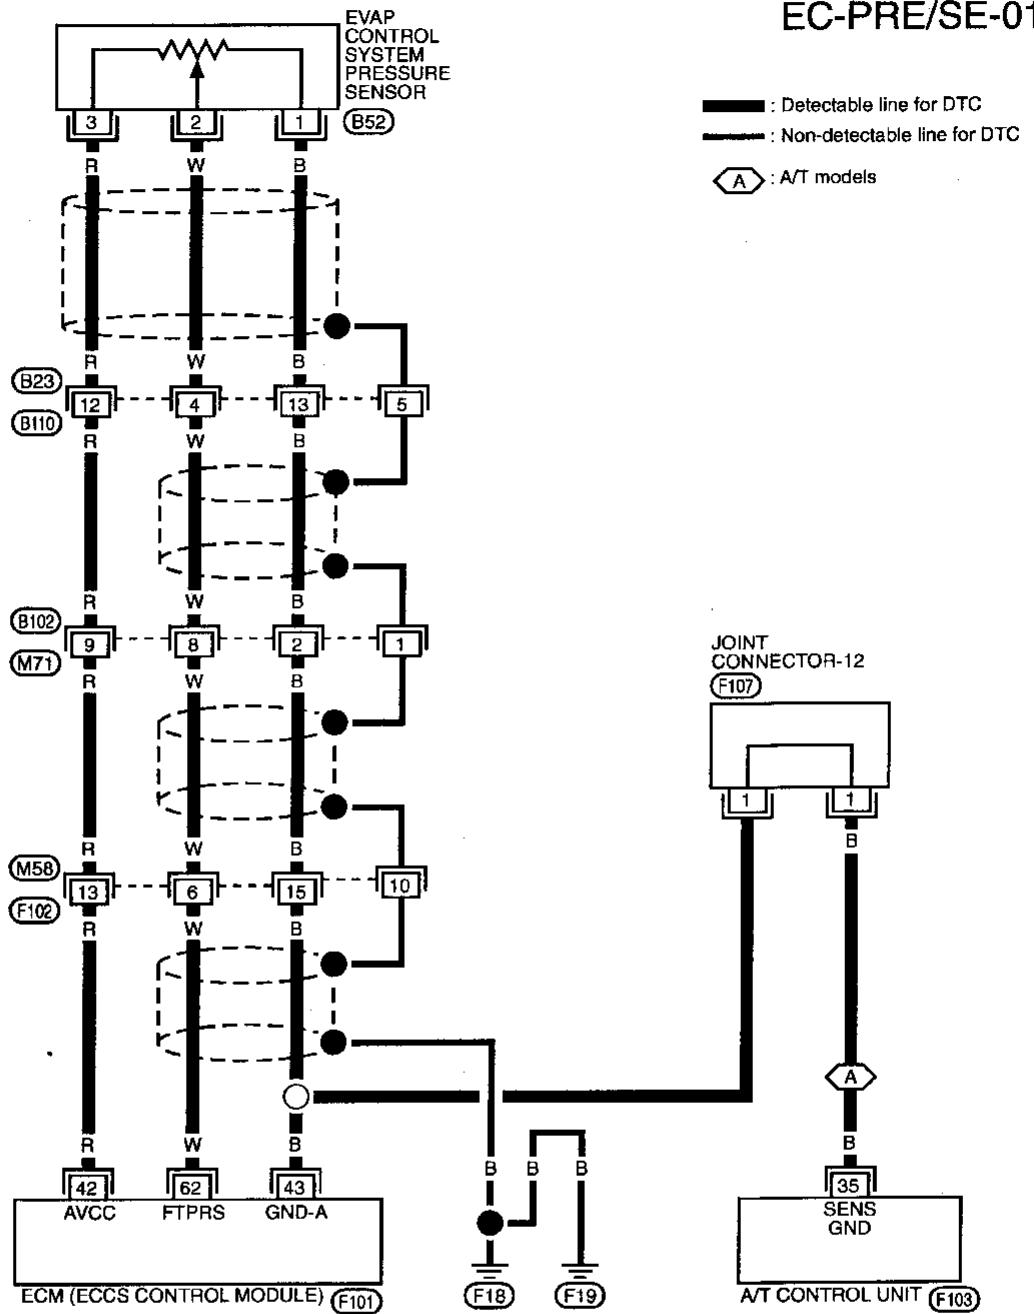 EC-PRE/SE-01
EVAP
CONTROL
SYSTEM
PRESSURE
SENSOR
3 2 1 B52
: Detectable line for DTC
: Non-detectable line for DTC
A : A/T models
R W B
R W B
B23
12 4 13 5
B110
R W B
R W B
B102
9 8 2 1
M71
R W B
JOINT
CONNECTOR-12
F107
1 1
B
R W B
M58
13 6 15 10
F102
R W B
A
R W B B B B B
42 62 43 35
AVCC FTPRS GND-A
SENS
GND
ECM (ECCS CONTROL MODULE) F101
F18 F19
A/T CONTROL UNIT F103